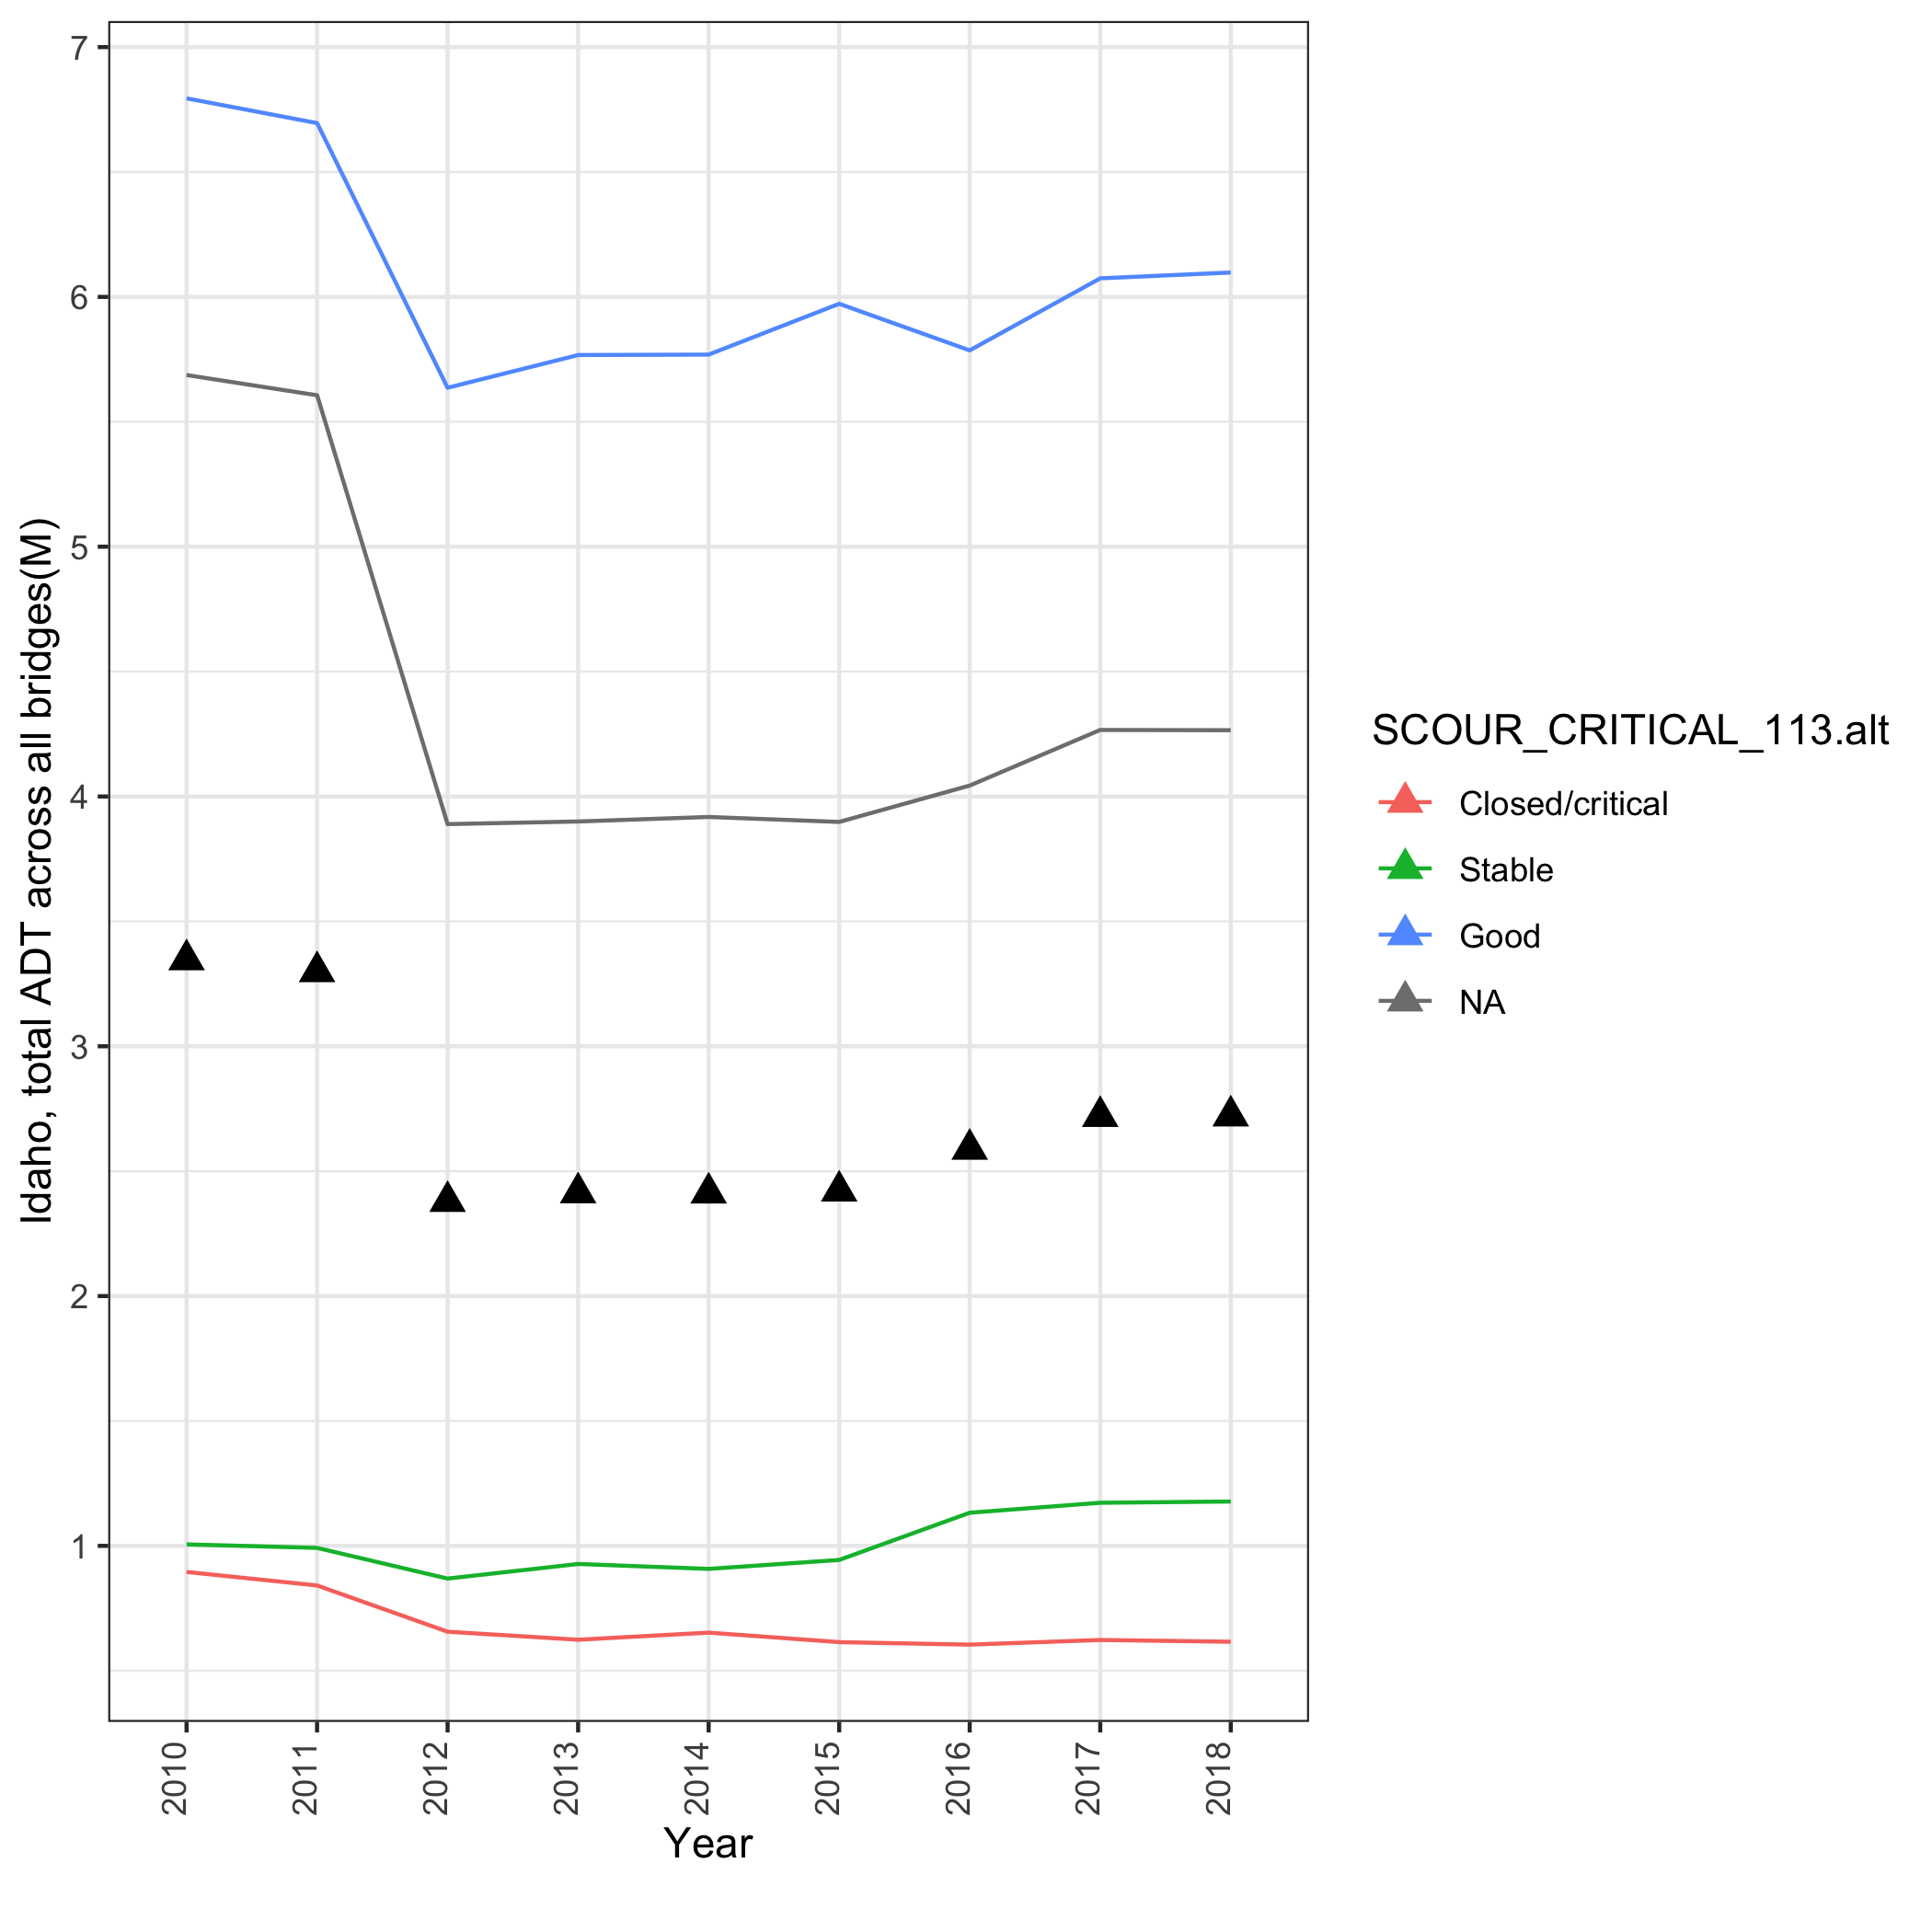 Idaho, total ADT across all bridges(M)
7
6
5
4
3
2
1
2010
2011
2012
2013
2014
2015
2016
2017
2018
Year
SCOUR_CRITICAL_113.alt
Closed/critical
Stable
Good
NA